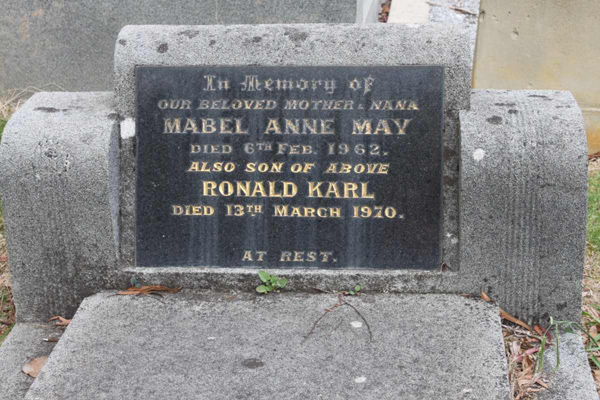 In Memory of
OUR BELOVED MOTHER & NANA
MABEL ANNE MAY
DIED 6TH FEB. 1962.
ALSO SON OF ABOVE
RONALD KARL
DIED 13TH MARCH 1970.
AT REST.